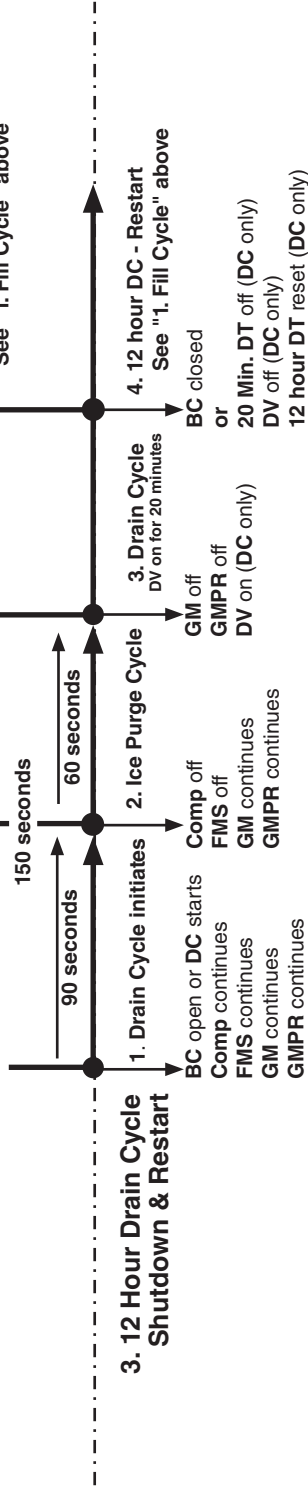 See "1. Fill Cycle" above
150 seconds
90 seconds
60 seconds
3. 12 Hour Drain Cycle
Shutdown & Restart
1. Drain Cycle initiates
2. Ice Purge Cycle
3. Drain Cycle
DV on for 20 minutes
4. 12 hour DC - Restart
See "1. Fill Cycle" above
BC open or DC starts
Comp continues
FMS continues
GM continues
GMPR continues
Comp off
FMS off
GM continues
GMPR continues
GM off
GMPR off
DV on (DC only)
BC closed
or
20 Min. DT off (DC only)
DV off (DC only)
12 hour DT reset (DC only)